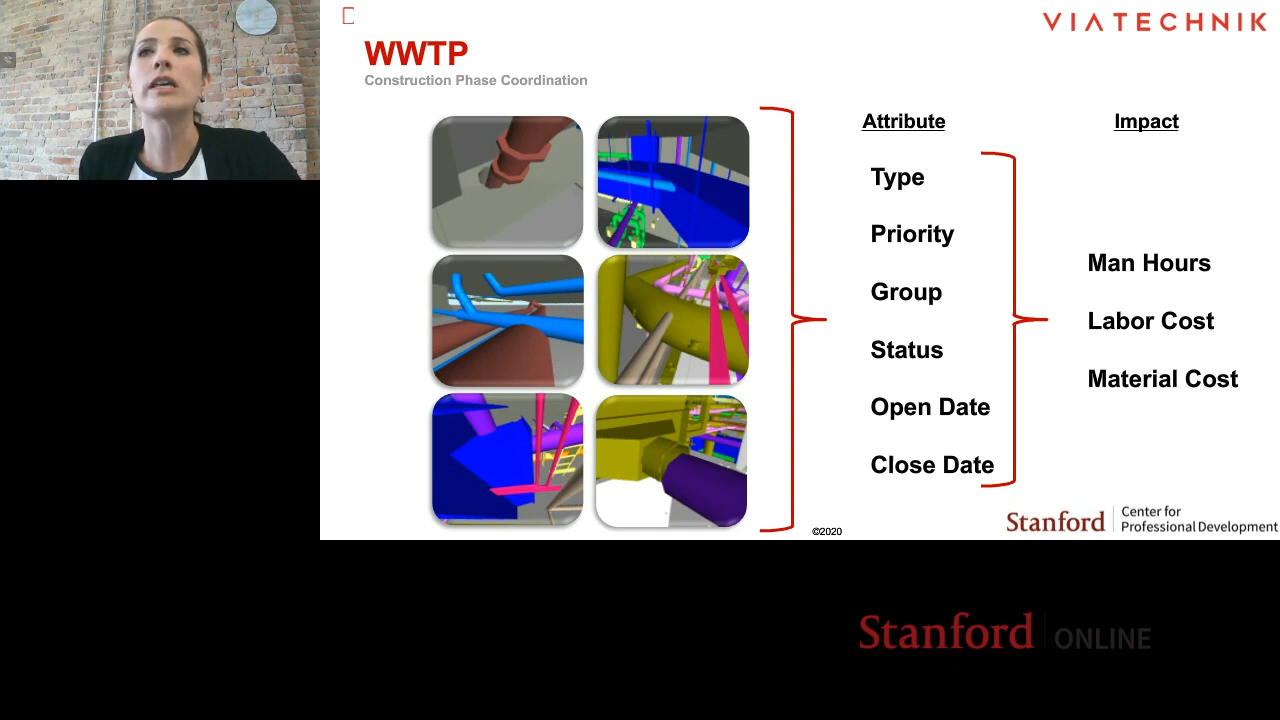 VIATECHNIK
WWTP
Construction Phase Coordination
Attribute
Impact
Type
Priority
Group
Status
Open Date
Close Date
Man Hours
Labor Cost
Material Cost
©2020
Stanford
Center for
Professional Development
Stanford
ONLINE